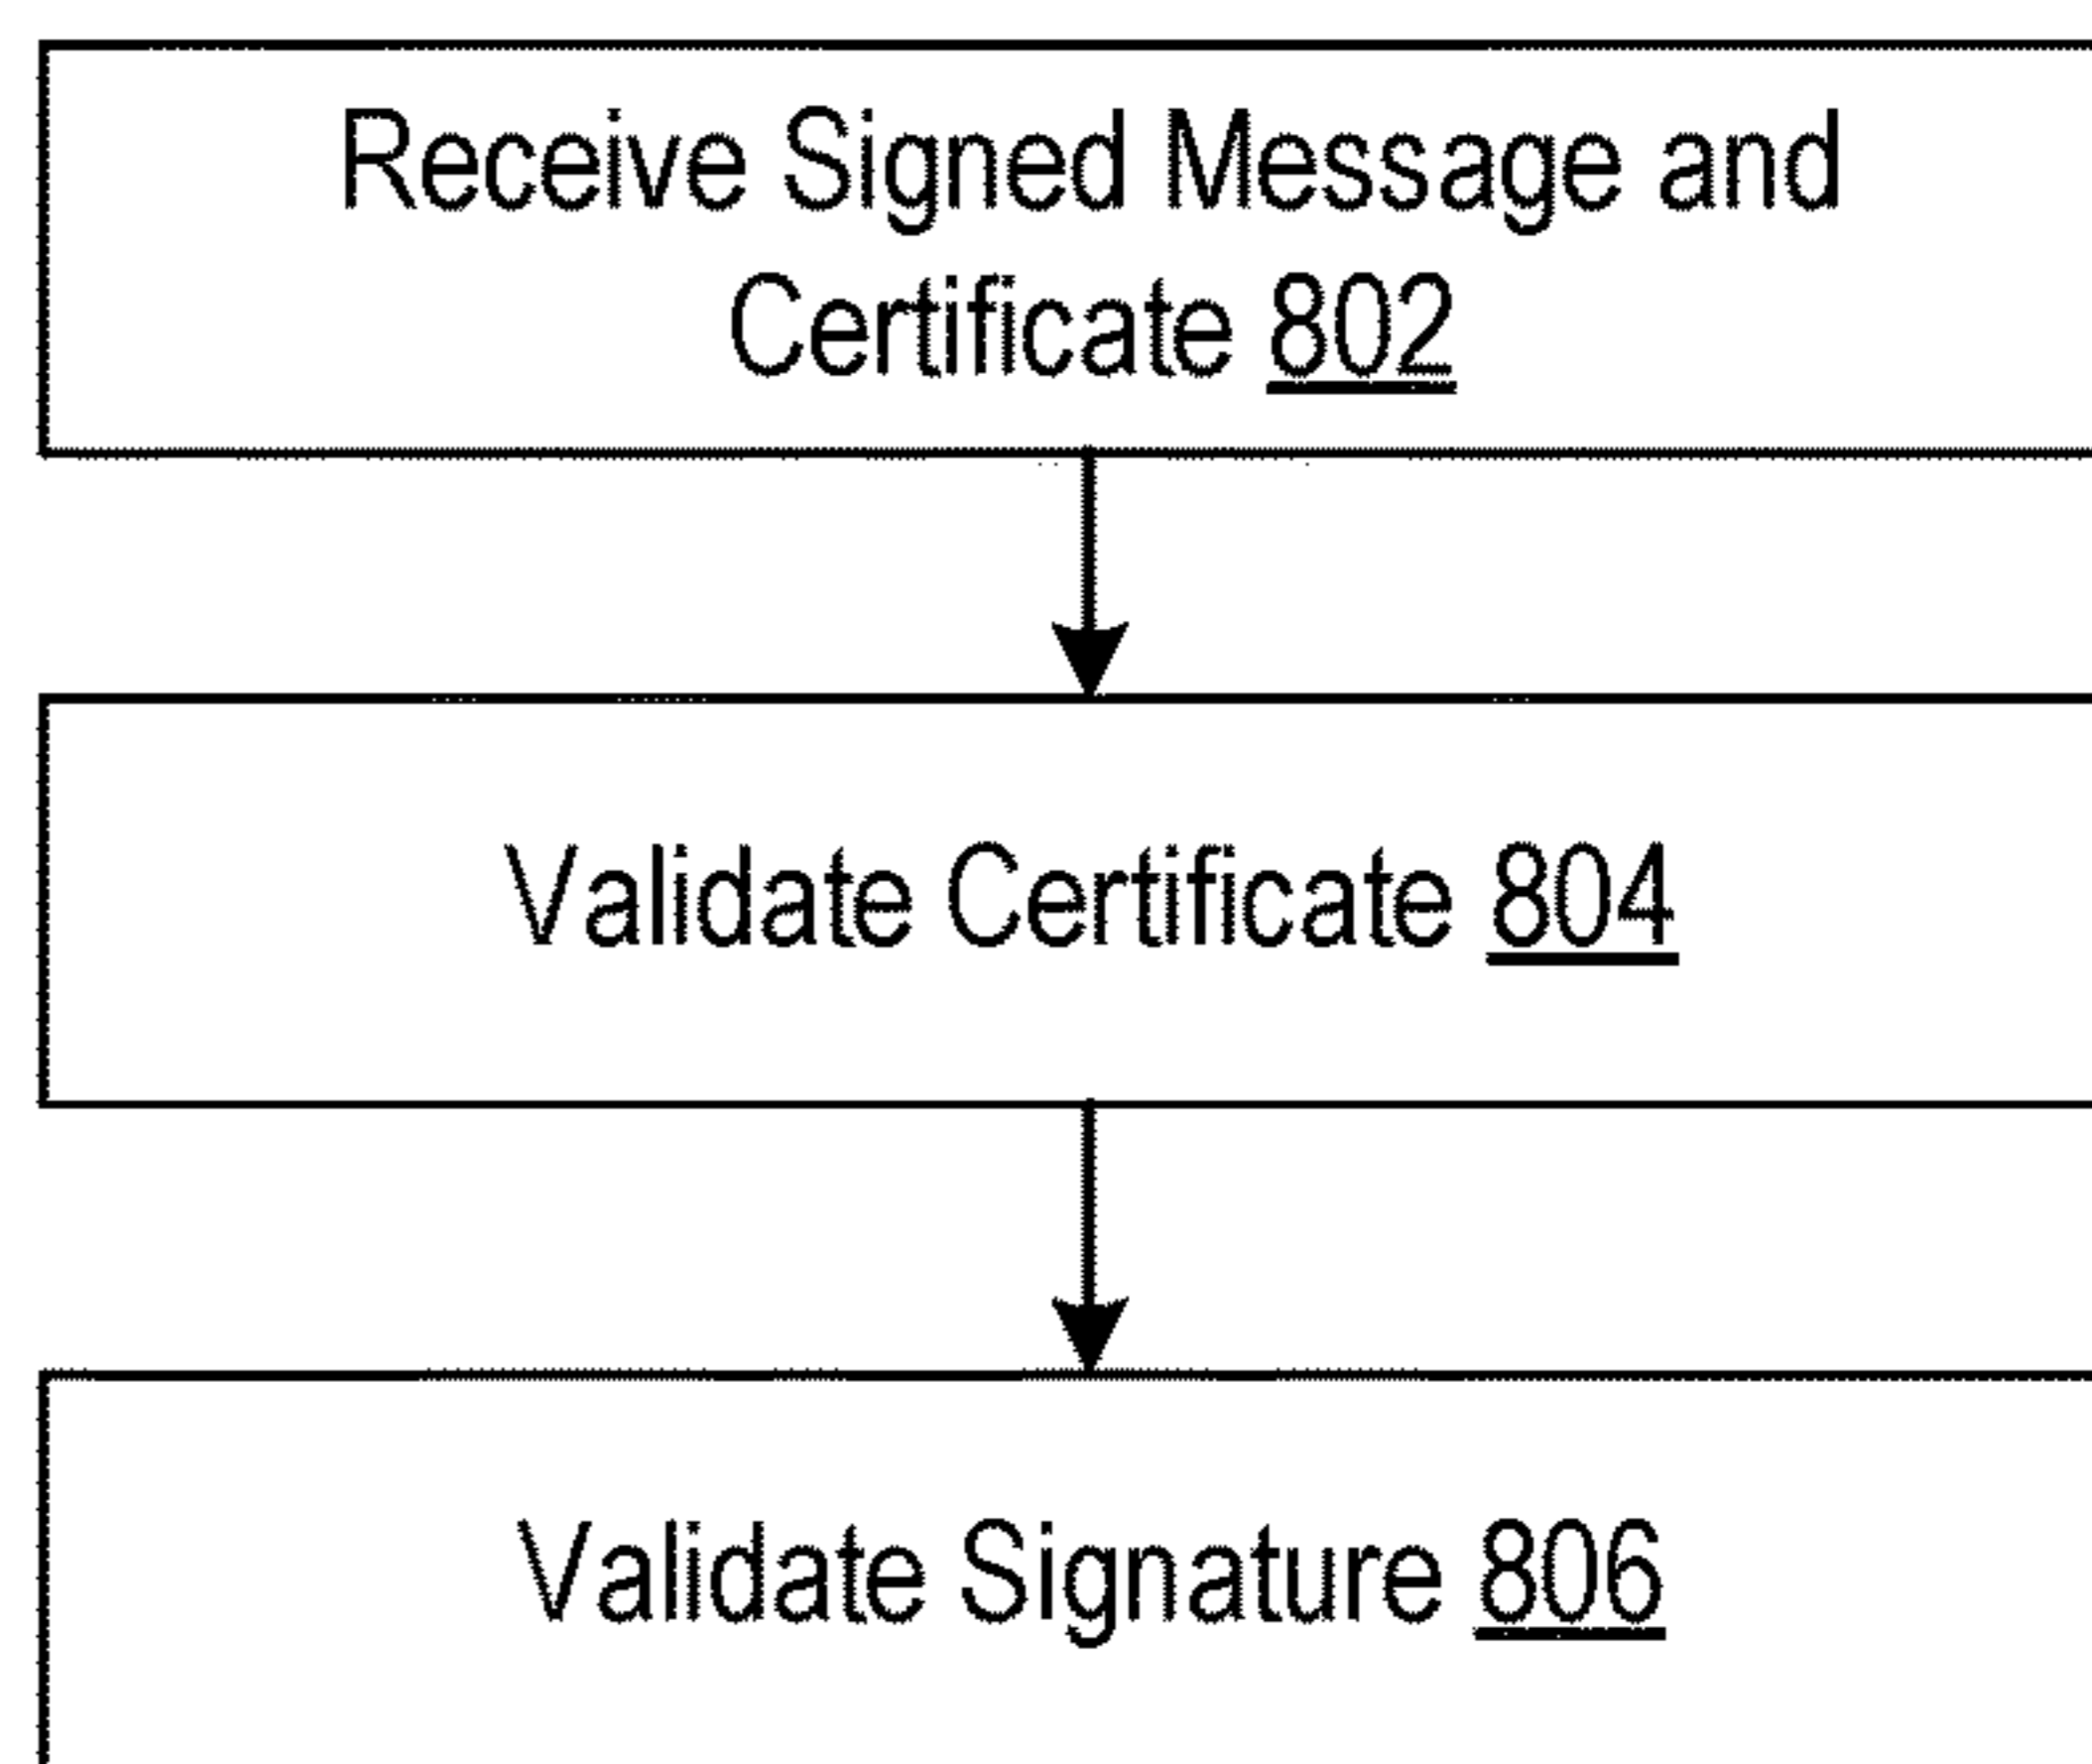 Receive Signed Message and
Certificate 802
Validate Certificate 804
Validate Signature 806